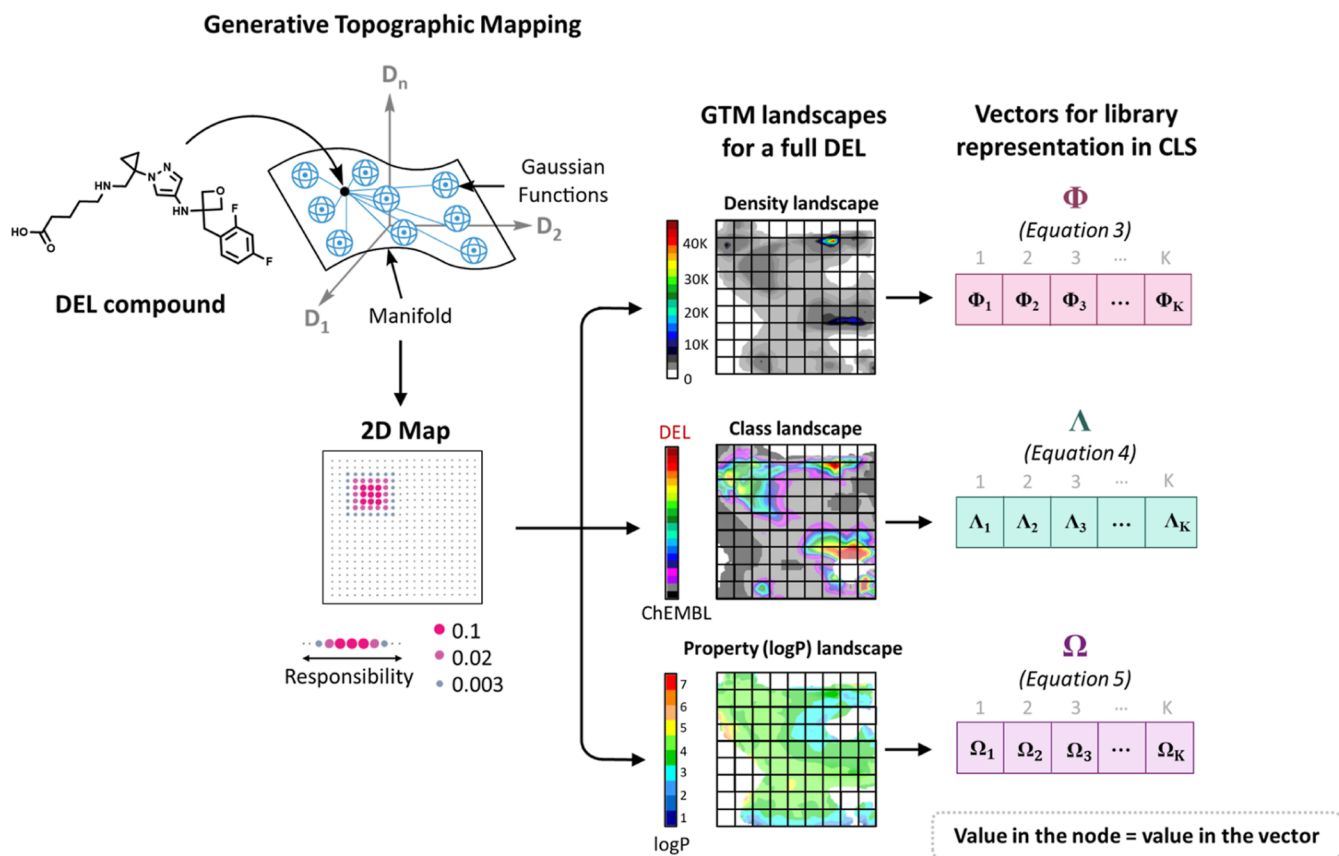 Generative Topographic Mapping
Dn
D2
D1
N
N
HN
HN
O
F
F
HO
O
DEL compound
Gaussian
Functions
Manifold
2D Map
Responsibility
0.1
0.02
0.003
GTM landscapes
for a full DEL
Density landscape
40K
30K
20K
10K
0
Class landscape
DEL
ChEMBL
Property (logP) landscape
7
6
5
4
3
2
1
logP
Vectors for library
representation in CLS
Φ
(Equation 3)
1 2 3 ... K
Φ1 Φ2 Φ3 ... ΦK
Λ
(Equation 4)
1 2 3 ... K
Λ1 Λ2 Λ3 ... ΛK
Ω
(Equation 5)
1 2 3 ... K
Ω1 Ω2 Ω3 ... ΩK
Value in the node = value in the vector